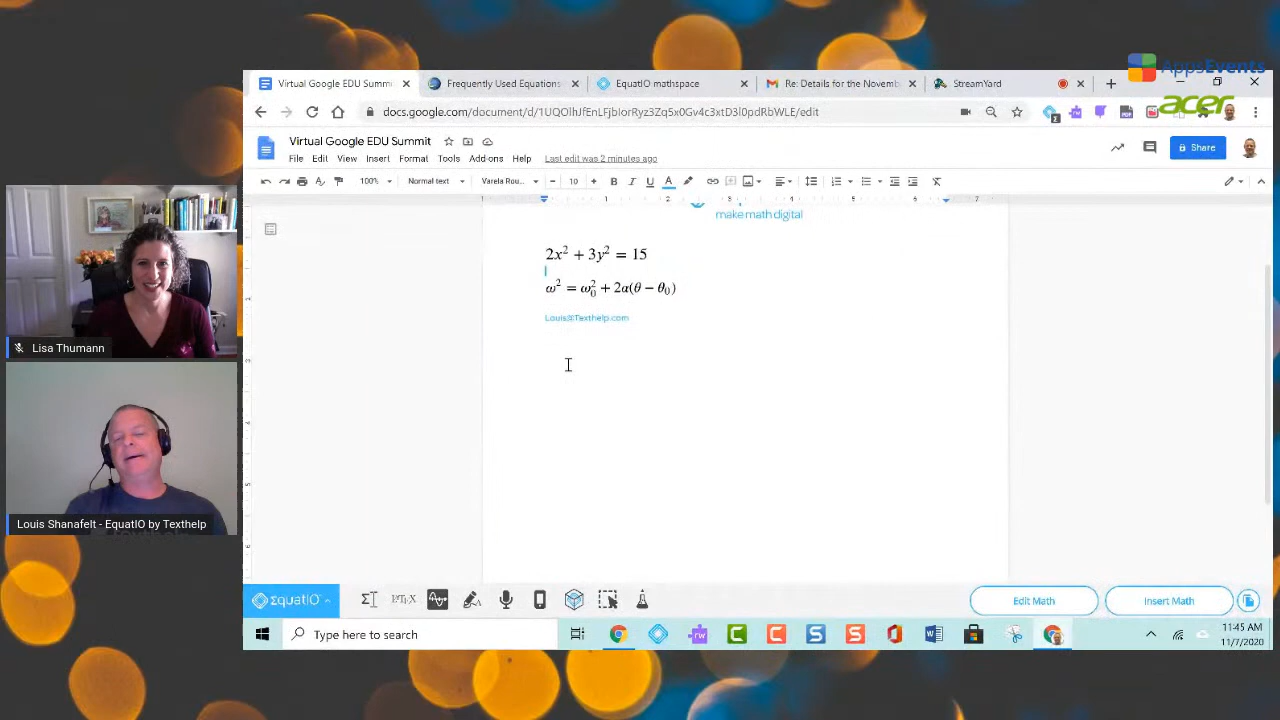 AppsEvents
acer
Virtual Google EDU Summi
Frequently Used Equations
EquatIO mathspace
Re: Details for the Novemb
StreamYard
docs.google.com/document/d/1UQOlhJfEnLFjbIorRyz3Zq5x0Gv4c3xtD3l0pdRbWLE/edit
Virtual Google EDU Summit
File Edit View Insert Format Tools Add-ons Help Last edit was 2 minutes ago
Share
100% Normal text Varela Rou... 10
make math digital
2x² + 3y² = 15
ω² = ω₀² + 2α(θ − θ₀)
Louis@Texthelp.com
Lisa Thumann
Louis Shanafelt - EquatIO by Texthelp
EquatIO
LATEX
Edit Math
Insert Math
Type here to search
11:45 AM
11/7/2020